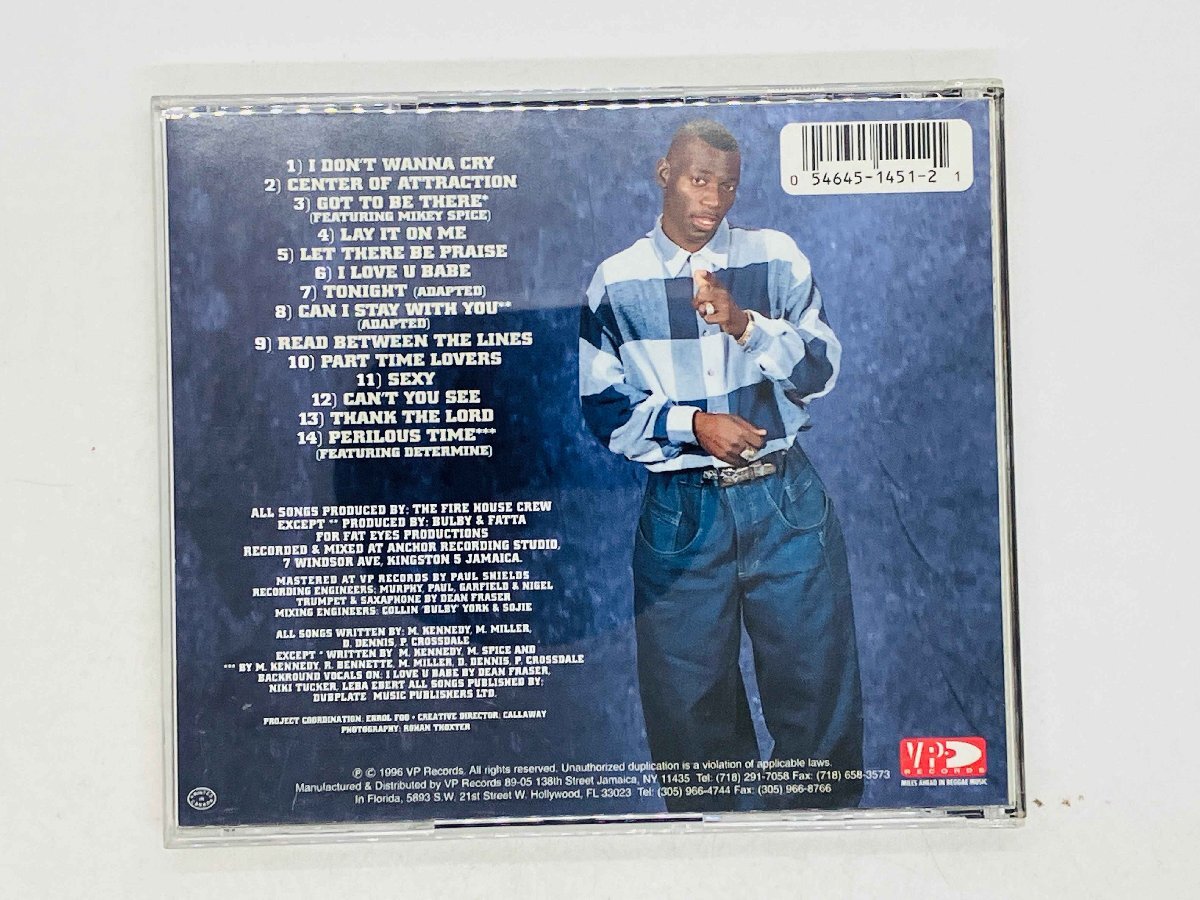 1) I DON'T WANNA CRY
2) CENTER OF ATTRACTION
3) GOT TO BE THERE*
(FEATURING MIKEY SPICE)
4) LAY IT ON ME
5) LET THERE BE PRAISE
6) I LOVE U BABE
7) TONIGHT (ADAPTED)
8) CAN I STAY WITH YOU**
(ADAPTED)
9) READ BETWEEN THE LINES
10) PART TIME LOVERS
11) SEXY
12) CAN'T YOU SEE
13) THANK THE LORD
14) PERILOUS TIME***
(FEATURING DETERMINE)
ALL SONGS PRODUCED BY: THE FIRE HOUSE CREW
EXCEPT ** PRODUCED BY: BULBY & FATTA
FOR FAT EYES PRODUCTIONS
RECORDED & MIXED AT ANCHOR RECORDING STUDIO,
7 WINDSOR AVE, KINGSTON 5 JAMAICA.
MASTERED AT VP RECORDS BY PAUL SHIELDS
RECORDING ENGINEERS: MURPHY, PAUL, GARFIELD & NIGEL
TRUMPET & SAXAPHONE BY DEAN FRASER
MIXING ENGINEERS: COLLIN 'BULBY' YORK & SOJIE
ALL SONGS WRITTEN BY: M. KENNEDY, M. MILLER,
D. DENNIS, P. CROSSDALE
EXCEPT * WRITTEN BY M. KENNEDY, M. SPICE AND
*** BY M. KENNEDY, R. BENNETTE, M. MILLER, D. DENNIS, P. CROSSDALE
BACKROUND VOCALS ON: I LOVE U BABE BY DEAN FRASER,
NIKI TUCKER, LEBA EBERT ALL SONGS PUBLISHED BY:
DUBPLATE MUSIC PUBLISHERS LTD.
PROJECT COORDINATION: ERROL FOO • CREATIVE DIRECTOR: CALLAWAY
PHOTOGRAPHY: ROHAN THOXTER
℗ © 1996 VP Records. All rights reserved. Unauthorized duplication is a violation of applicable laws.
Manufactured & Distributed by VP Records 89-05 138th Street Jamaica, NY 11435 Tel: (718) 291-7058 Fax: (718) 658-3573
In Florida, 5893 S.W. 21st Street W. Hollywood, FL 33023 Tel: (305) 966-4744 Fax: (305) 966-8766
0 54645-1451-2 1
VP
RECORDS
MILES AHEAD IN REGGAE MUSIC